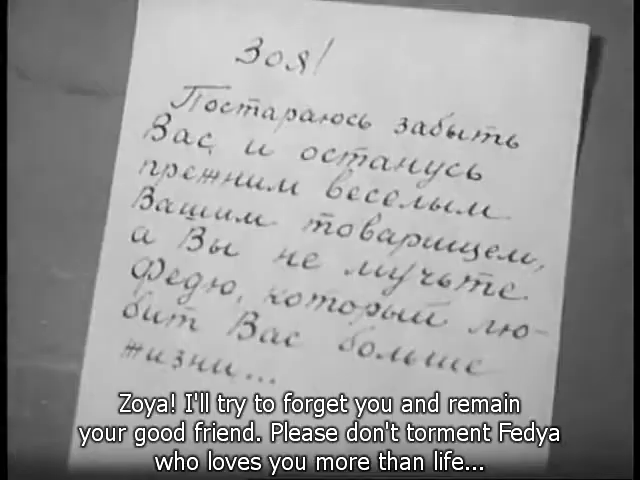 Зоя!
Постараюсь забыть
Вас, и останусь
прежним веселым
Вашим товарищем,
а Вы не мучьте
Федю, который лю-
бит Вас больше
жизни...
Zoya! I'll try to forget you and remain
your good friend. Please don't torment Fedya
who loves you more than life...